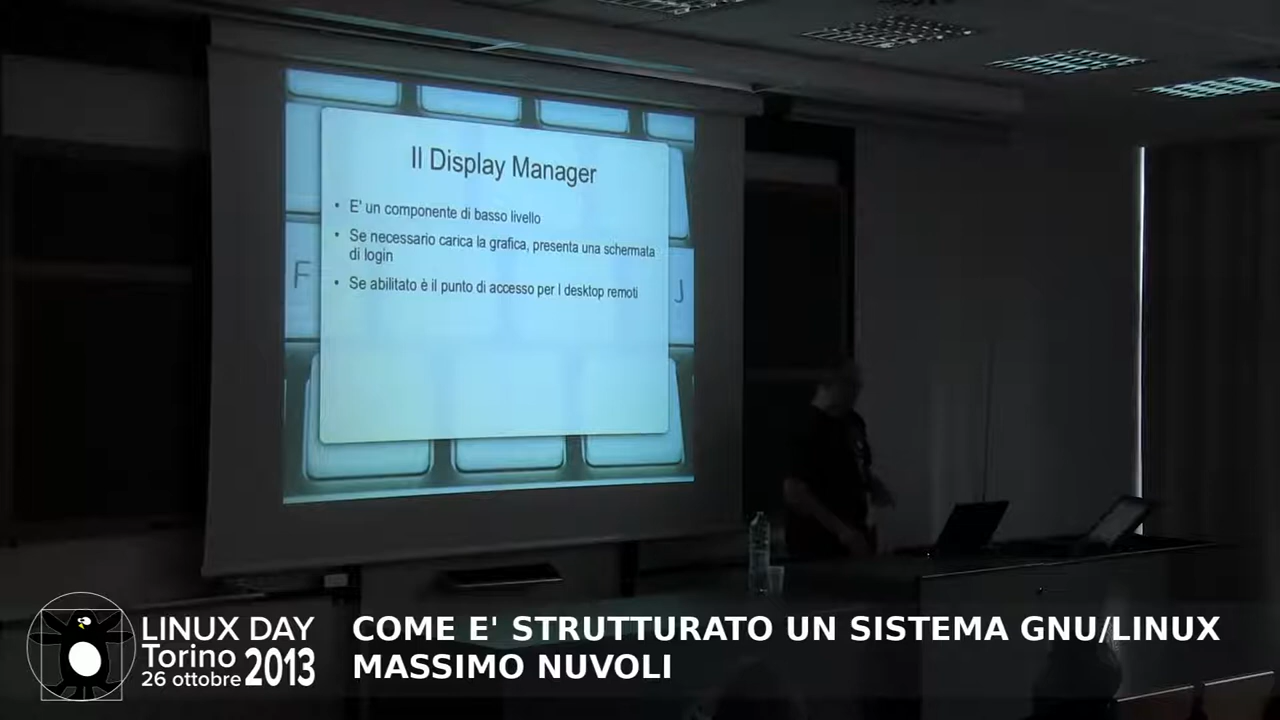 Il Display Manager
• E' un componente di basso livello
• Se necessario carica la grafica, presenta una schermata
di login
• Se abilitato è il punto di accesso per I desktop remoti
F
J
LINUX DAY
Torino
26 ottobre 2013
COME E' STRUTTURATO UN SISTEMA GNU/LINUX
MASSIMO NUVOLI